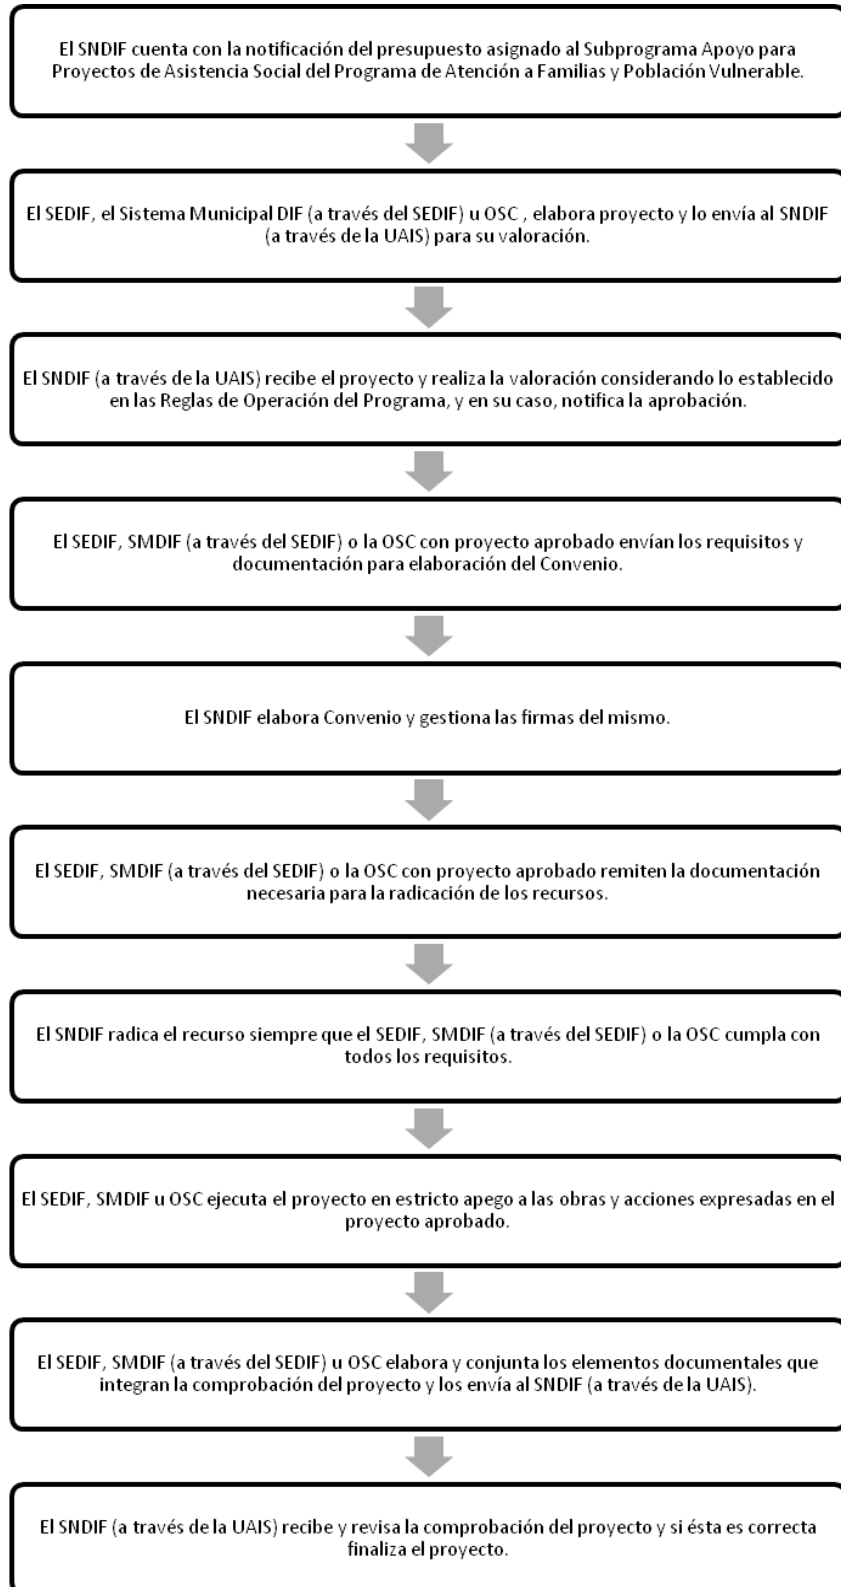 El SNDIF cuenta con la notificación del presupuesto asignado al Subprograma Apoyo para
Proyectos de Asistencia Social del Programa de Atención a Familias y Población Vulnerable.
El SEDIF, el Sistema Municipal DIF (a través del SEDIF) u OSC , elabora proyecto y lo envía al SNDIF
(a través de la UAIS) para su valoración.
El SNDIF (a través de la UAIS) recibe el proyecto y realiza la valoración considerando lo establecido
en las Reglas de Operación del Programa, y en su caso, notifica la aprobación.
El SEDIF, SMDIF (a través del SEDIF) o la OSC con proyecto aprobado envían los requisitos y
documentación para elaboración del Convenio.
El SNDIF elabora Convenio y gestiona las firmas del mismo.
El SEDIF, SMDIF (a través del SEDIF) o la OSC con proyecto aprobado remiten la documentación
necesaria para la radicación de los recursos.
El SNDIF radica el recurso siempre que el SEDIF, SMDIF (a través del SEDIF) o la OSC cumpla con
todos los requisitos.
El SEDIF, SMDIF u OSC ejecuta el proyecto en estricto apego a las obras y acciones expresadas en el
proyecto aprobado.
El SEDIF, SMDIF (a través del SEDIF) u OSC elabora y conjunta los elementos documentales que
integran la comprobación del proyecto y los envía al SNDIF (a través de la UAIS).
El SNDIF (a través de la UAIS) recibe y revisa la comprobación del proyecto y si ésta es correcta
finaliza el proyecto.